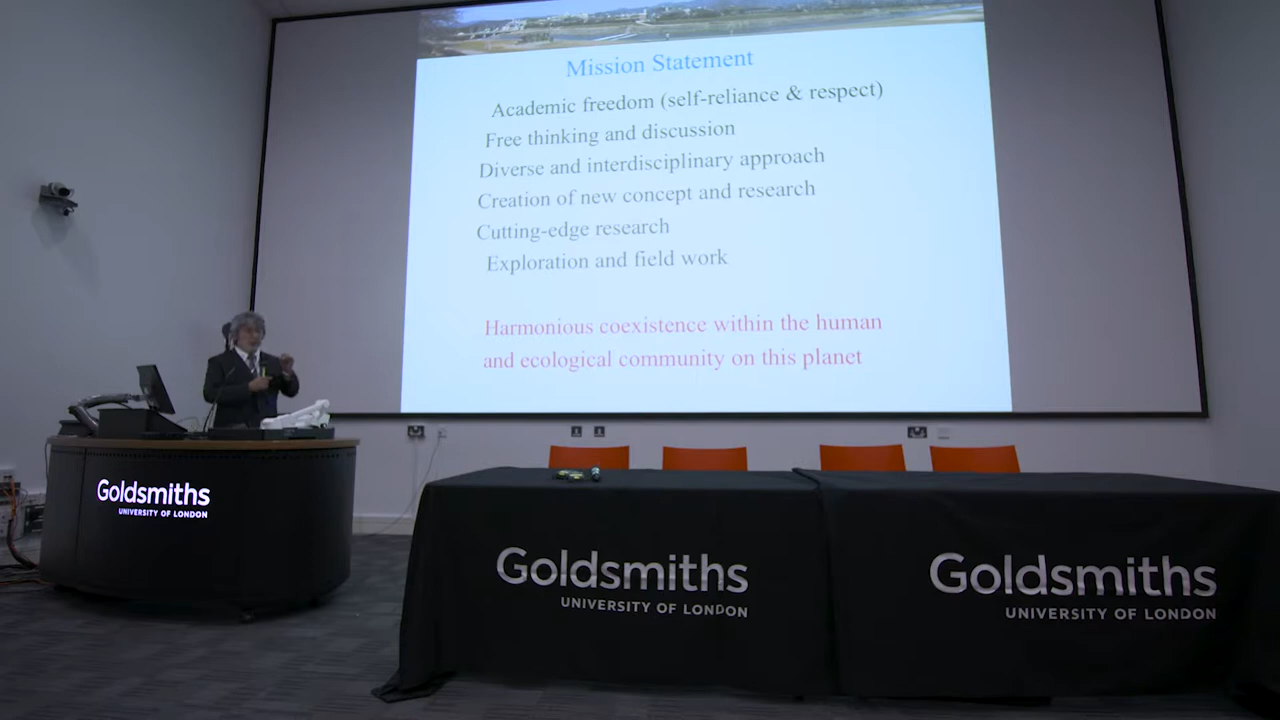 Mission Statement
Academic freedom (self-reliance & respect)
Free thinking and discussion
Diverse and interdisciplinary approach
Creation of new concept and research
Cutting-edge research
Exploration and field work
Harmonious coexistence within the human
and ecological community on this planet
Goldsmiths
UNIVERSITY OF LONDON
Goldsmiths
UNIVERSITY OF LONDON
Goldsmiths
UNIVERSITY OF LONDON